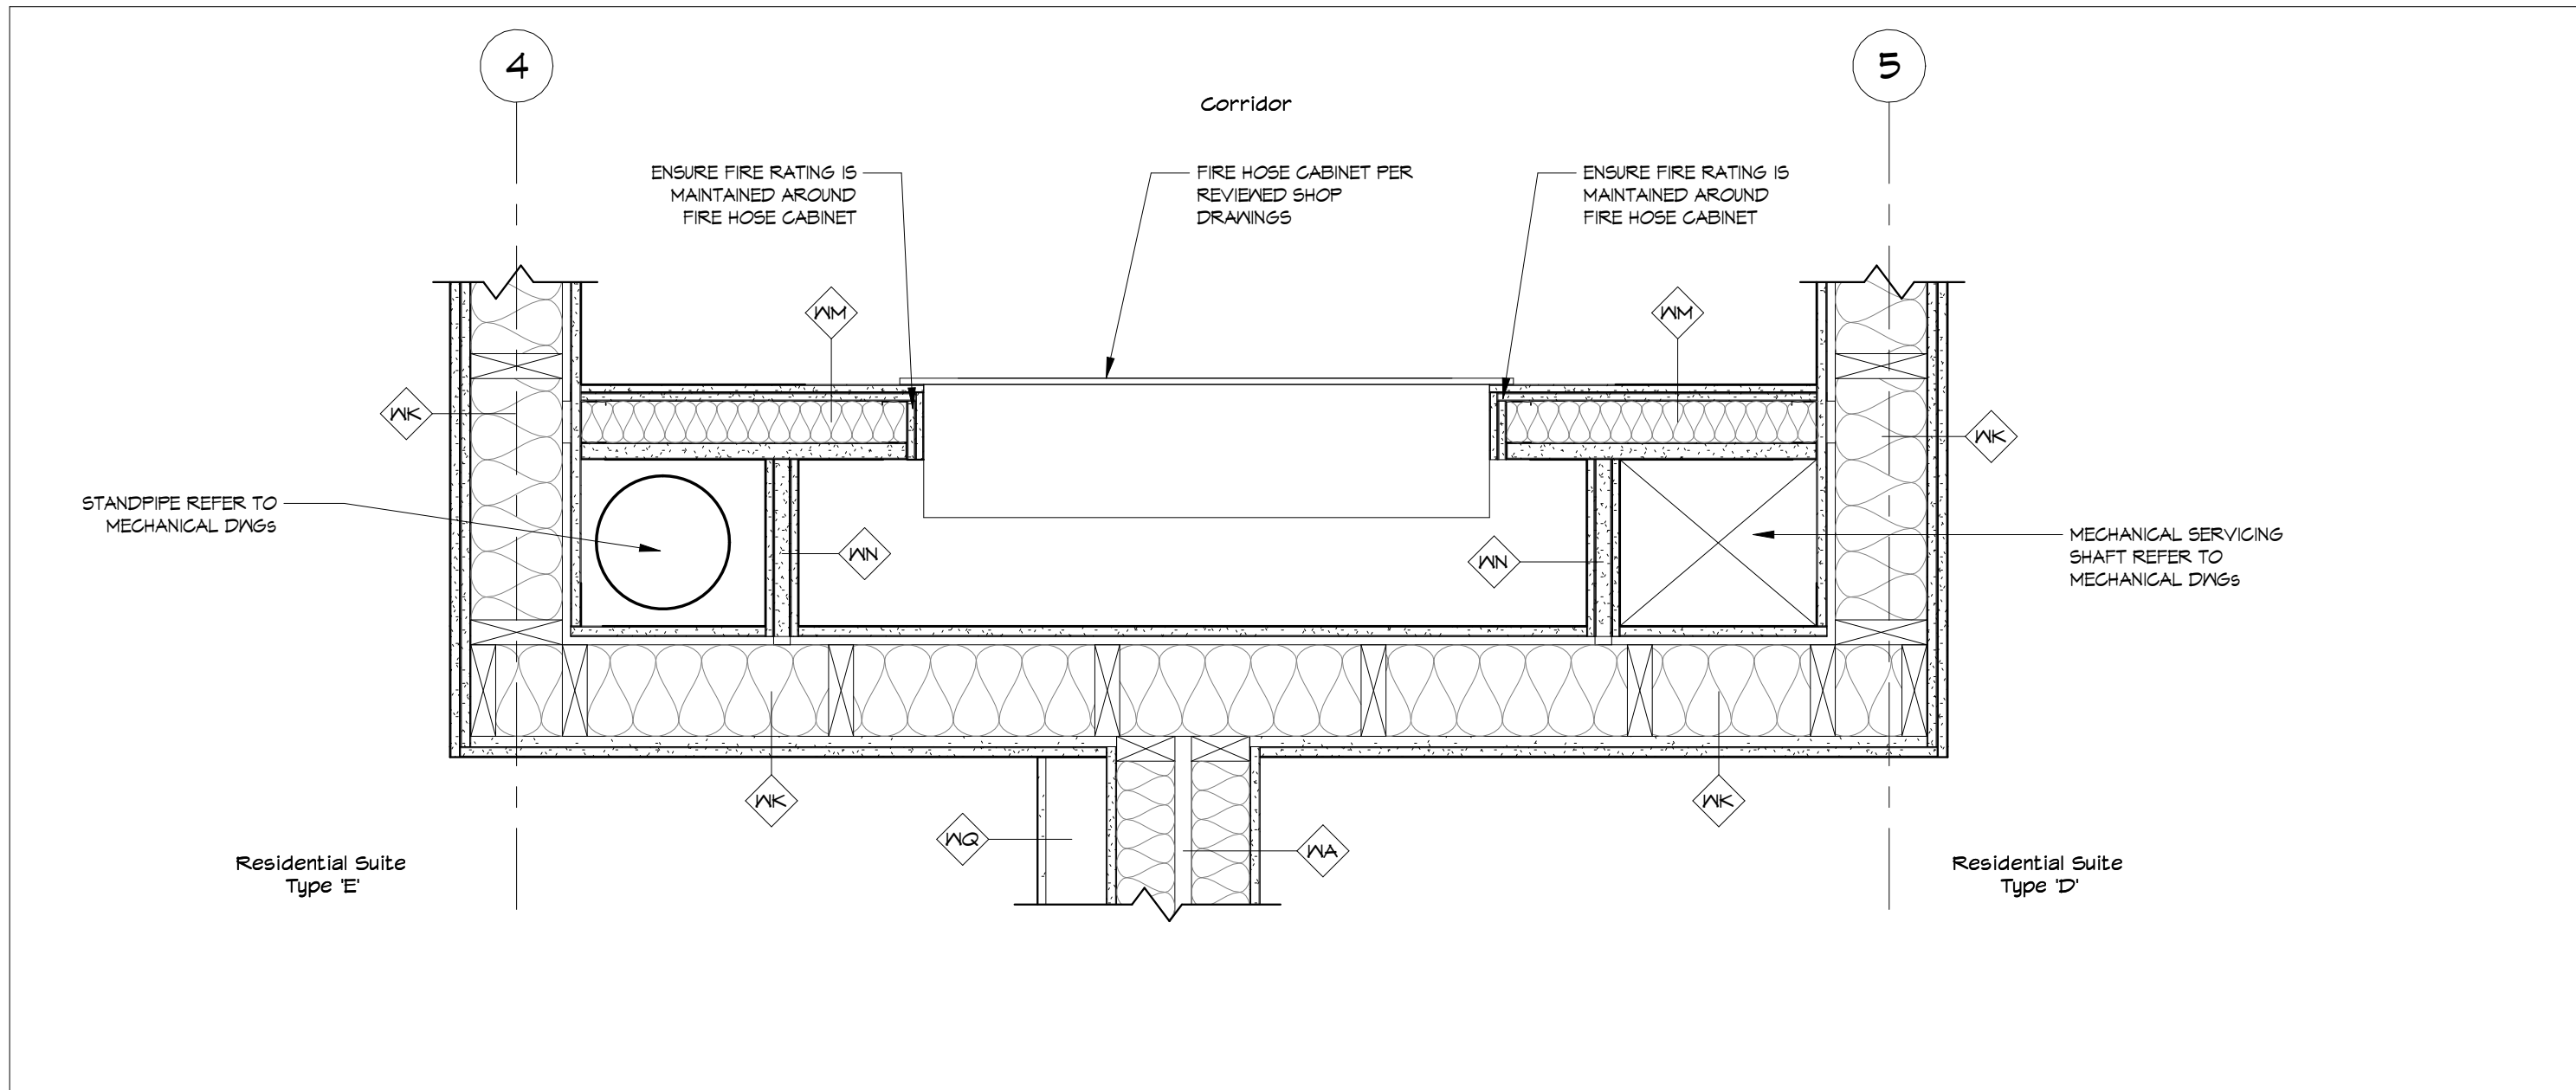 4
5
Corridor
ENSURE FIRE RATING IS
MAINTAINED AROUND
FIRE HOSE CABINET
FIRE HOSE CABINET PER
REVIEWED SHOP
DRAWINGS
ENSURE FIRE RATING IS
MAINTAINED AROUND
FIRE HOSE CABINET
WM
WM
WK
WK
STANDPIPE REFER TO
MECHANICAL DWGs
WN
WN
MECHANICAL SERVICING
SHAFT REFER TO
MECHANICAL DWGs
WK
WK
WQ
WA
Residential Suite
Type 'E'
Residential Suite
Type 'D'